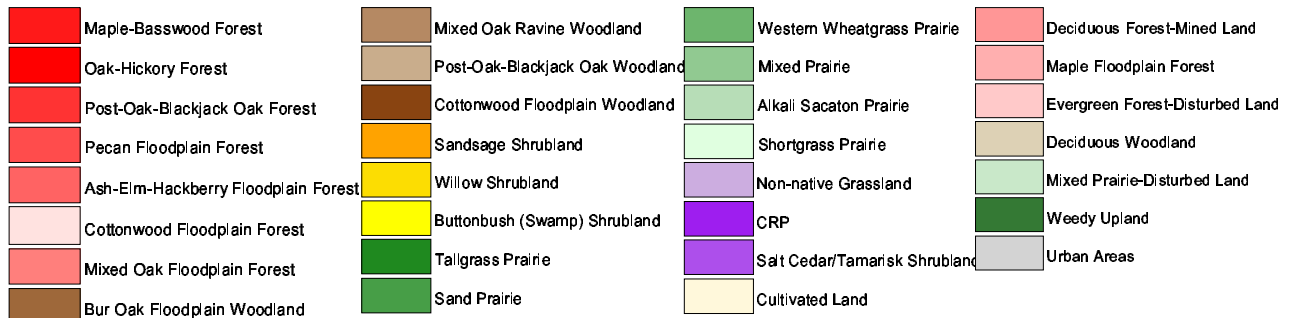 Maple-Basswood Forest
Oak-Hickory Forest
Post-Oak-Blackjack Oak Forest
Pecan Floodplain Forest
Ash-Elm-Hackberry Floodplain Forest
Cottonwood Floodplain Forest
Mixed Oak Floodplain Forest
Bur Oak Floodplain Woodland
Mixed Oak Ravine Woodland
Post-Oak-Blackjack Oak Woodland
Cottonwood Floodplain Woodland
Sandsage Shrubland
Willow Shrubland
Buttonbush (Swamp) Shrubland
Tallgrass Prairie
Sand Prairie
Western Wheatgrass Prairie
Mixed Prairie
Alkali Sacaton Prairie
Shortgrass Prairie
Non-native Grassland
CRP
Salt Cedar/Tamarisk Shrubland
Cultivated Land
Deciduous Forest-Mined Land
Maple Floodplain Forest
Evergreen Forest-Disturbed Land
Deciduous Woodland
Mixed Prairie-Disturbed Land
Weedy Upland
Urban Areas